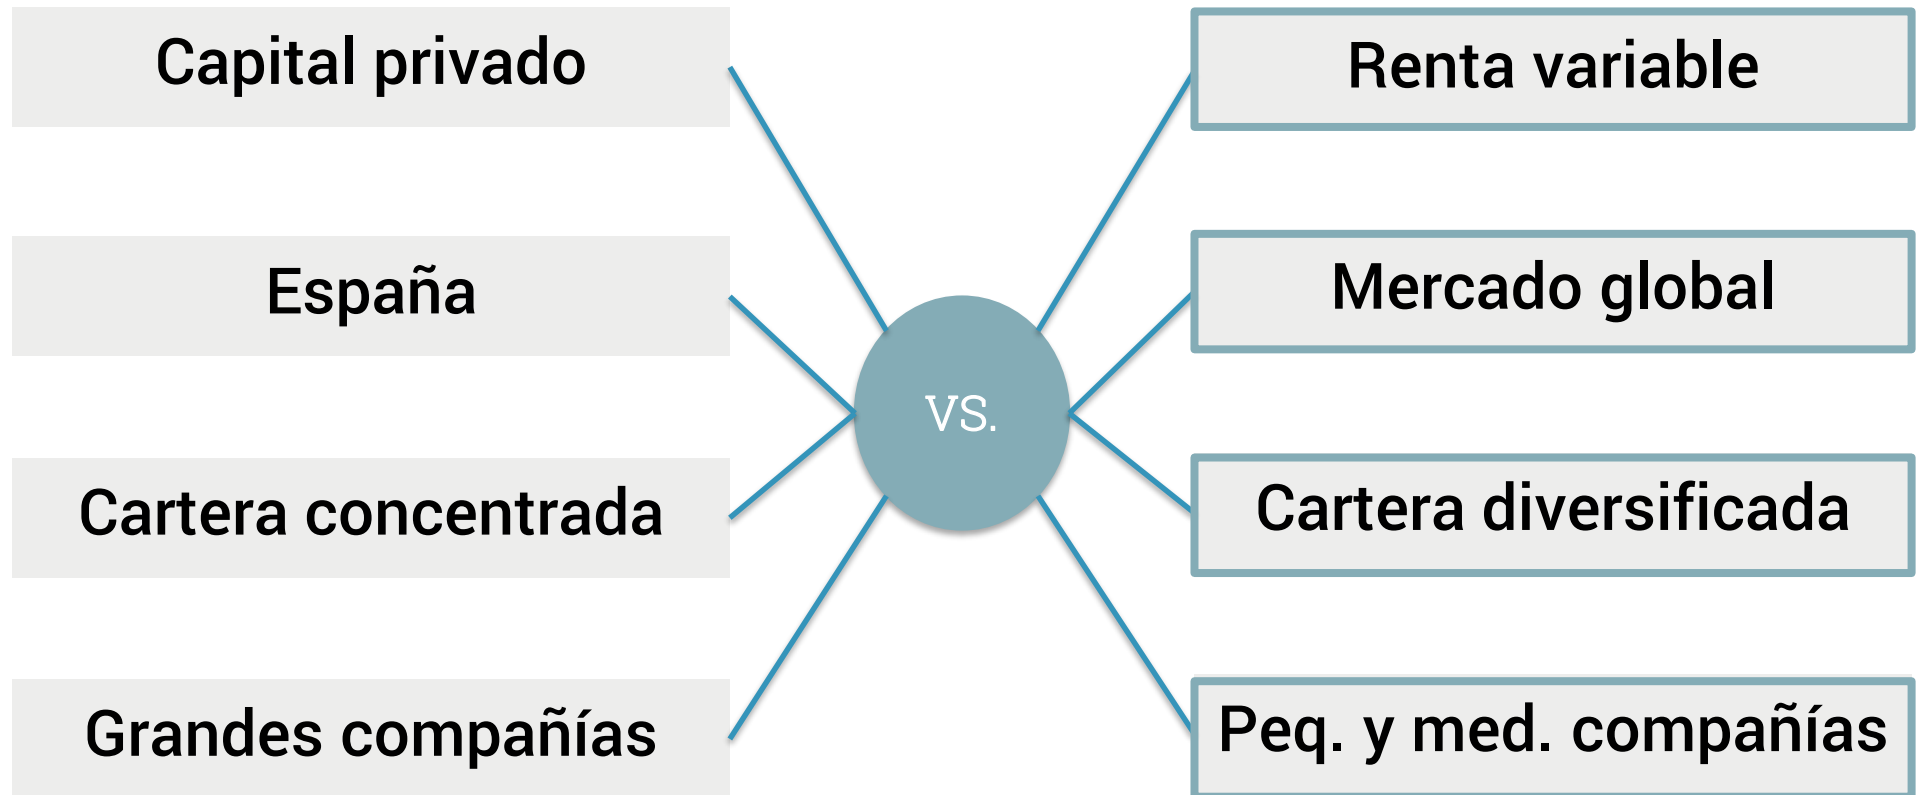 Capital privado
Renta variable
España
Mercado global
VS.
Cartera concentrada
Cartera diversificada
Grandes compañías
Peq. y med. compañías